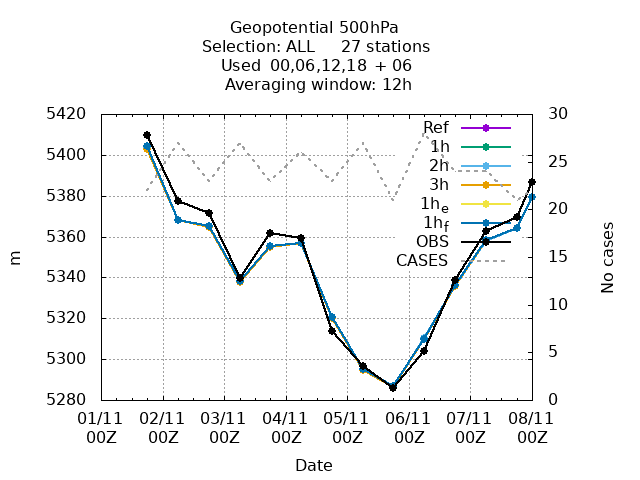 Geopotential 500hPa
Selection: ALL 27 stations
Used 00,06,12,18 + 06
Averaging window: 12h
5420
5400
5380
5360
5340
5320
5300
5280
m
30
25
20
15
10
5
0
No cases
Ref
1h
2h
3h
1he
1hf
OBS
CASES
01/11 02/11 03/11 04/11 05/11 06/11 07/11 08/11
00Z 00Z 00Z 00Z 00Z 00Z 00Z 00Z
Date